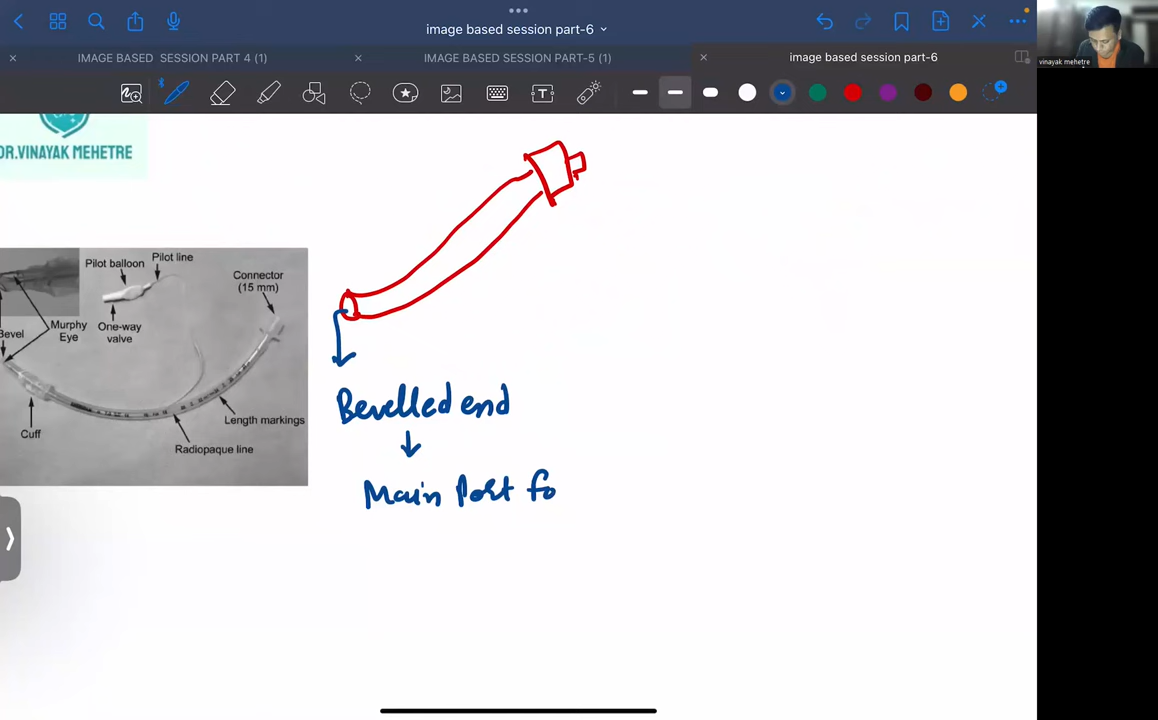 image based session part-6
IMAGE BASED SESSION PART 4 (1)
IMAGE BASED SESSION PART-5 (1)
image based session part-6
vinayak mehetre
DR.VINAYAK MEHETRE
Pilot balloon
Pilot line
Connector
(15 mm)
Bevel
Murphy
Eye
One-way
valve
Cuff
Length markings
Radiopaque line
Bevelled end
Main Port fo